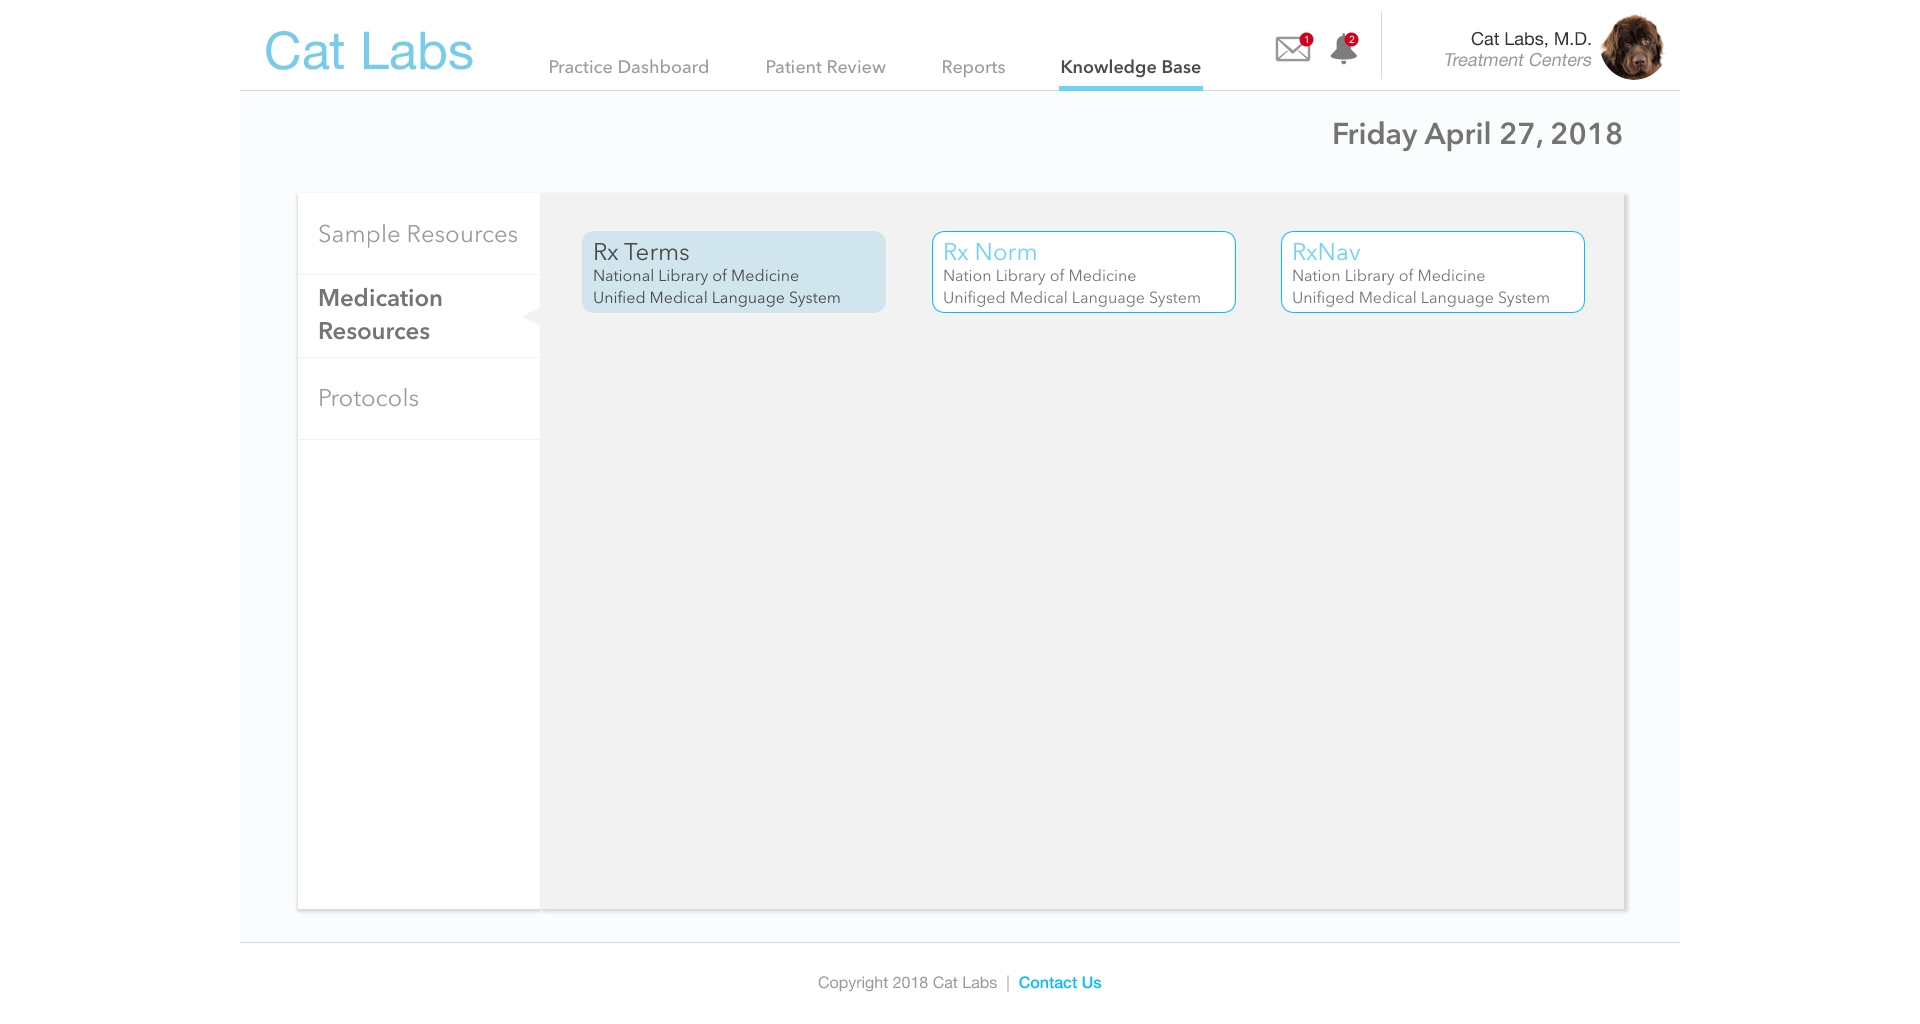 Cat Labs
Practice Dashboard
Patient Review
Reports
Knowledge Base
1
2
Cat Labs, M.D.
Treatment Centers
Friday April 27, 2018
Sample Resources
Medication
Resources
Protocols
Rx Terms
National Library of Medicine
Unified Medical Language System
Rx Norm
Nation Library of Medicine
Unifiged Medical Language System
RxNav
Nation Library of Medicine
Unifiged Medical Language System
Copyright 2018 Cat Labs | Contact Us